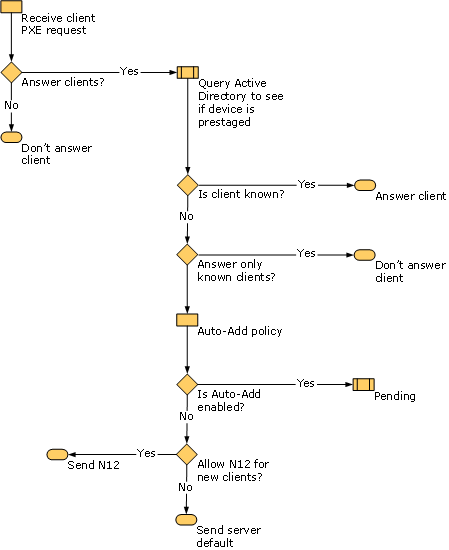 Receive client
PXE request
Answer clients?
Yes
Query Active
Directory to see
if device is
prestaged
No
Don't answer
client
Is client known?
Yes
Answer client
No
Answer only
known clients?
Yes
Don't answer
client
Auto-Add policy
Is Auto-Add
enabled?
Yes
Pending
No
Allow N12 for
new clients?
Yes
Send N12
No
Send server
default